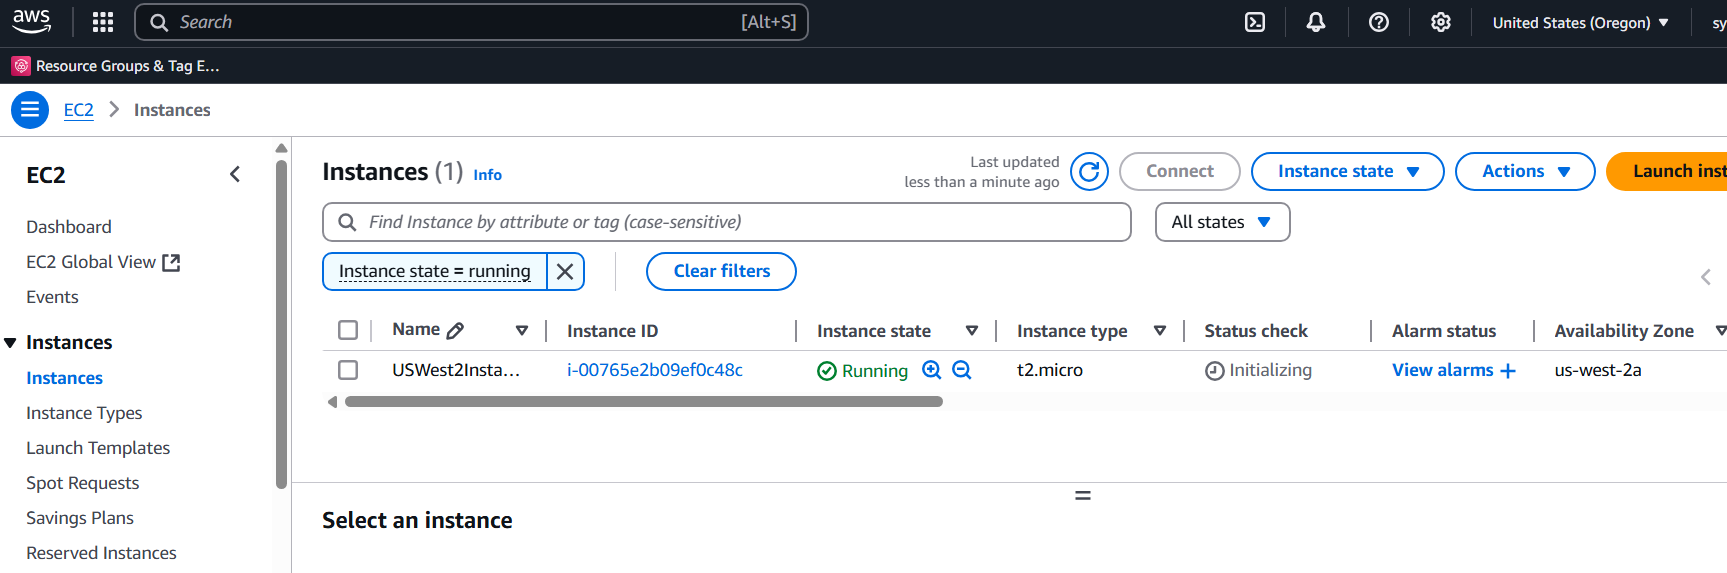 aws
Search [Alt+S] United States (Oregon) sy
Resource Groups & Tag E...
EC2 Instances
EC2
Dashboard
EC2 Global View
Events
Instances
Instances
Instance Types
Launch Templates
Spot Requests
Savings Plans
Reserved Instances
Instances (1) Info
Last updated
less than a minute ago
Connect Instance state Actions Launch inst
Find Instance by attribute or tag (case-sensitive) All states
Instance state = running Clear filters
Name Instance ID Instance state Instance type Status check Alarm status Availability Zone
USWest2Insta... i-00765e2b09ef0c48c Running t2.micro Initializing View alarms + us-west-2a
Select an instance